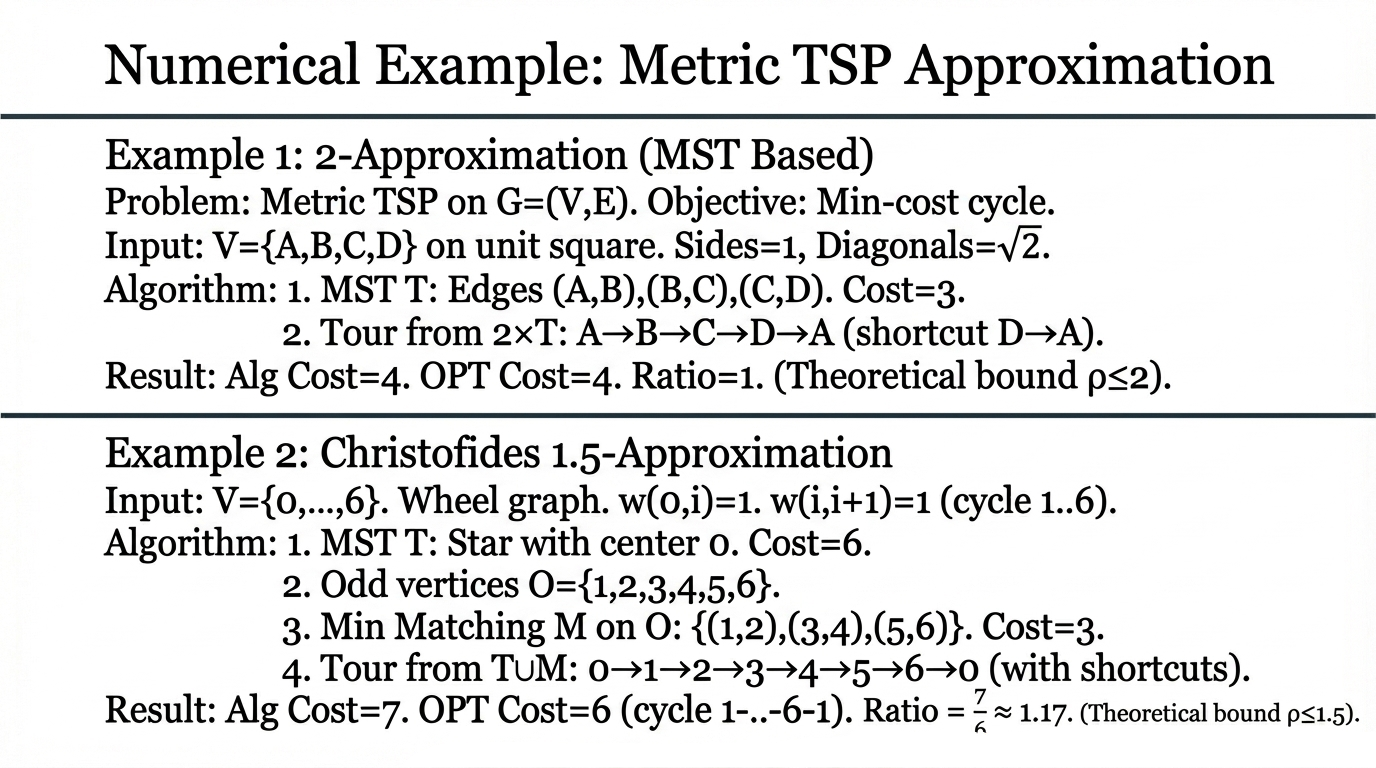 Numerical Example: Metric TSP Approximation
Example 1: 2-Approximation (MST Based)
Problem: Metric TSP on G=(V,E). Objective: Min-cost cycle.
Input: V={A,B,C,D} on unit square. Sides=1, Diagonals=√2.
Algorithm: 1. MST T: Edges (A,B),(B,C),(C,D). Cost=3.
2. Tour from 2×T: A→B→C→D→A (shortcut D→A).
Result: Alg Cost=4. OPT Cost=4. Ratio=1. (Theoretical bound ρ≤2).
Example 2: Christofides 1.5-Approximation
Input: V={0,...,6}. Wheel graph. w(0,i)=1. w(i,i+1)=1 (cycle 1..6).
Algorithm: 1. MST T: Star with center 0. Cost=6.
2. Odd vertices O={1,2,3,4,5,6}.
3. Min Matching M on O: {(1,2),(3,4),(5,6)}. Cost=3.
4. Tour from T∪M: 0→1→2→3→4→5→6→0 (with shortcuts).
Result: Alg Cost=7. OPT Cost=6 (cycle 1-..-6-1). Ratio = 7/6 ≈ 1.17. (Theoretical bound ρ≤1.5).